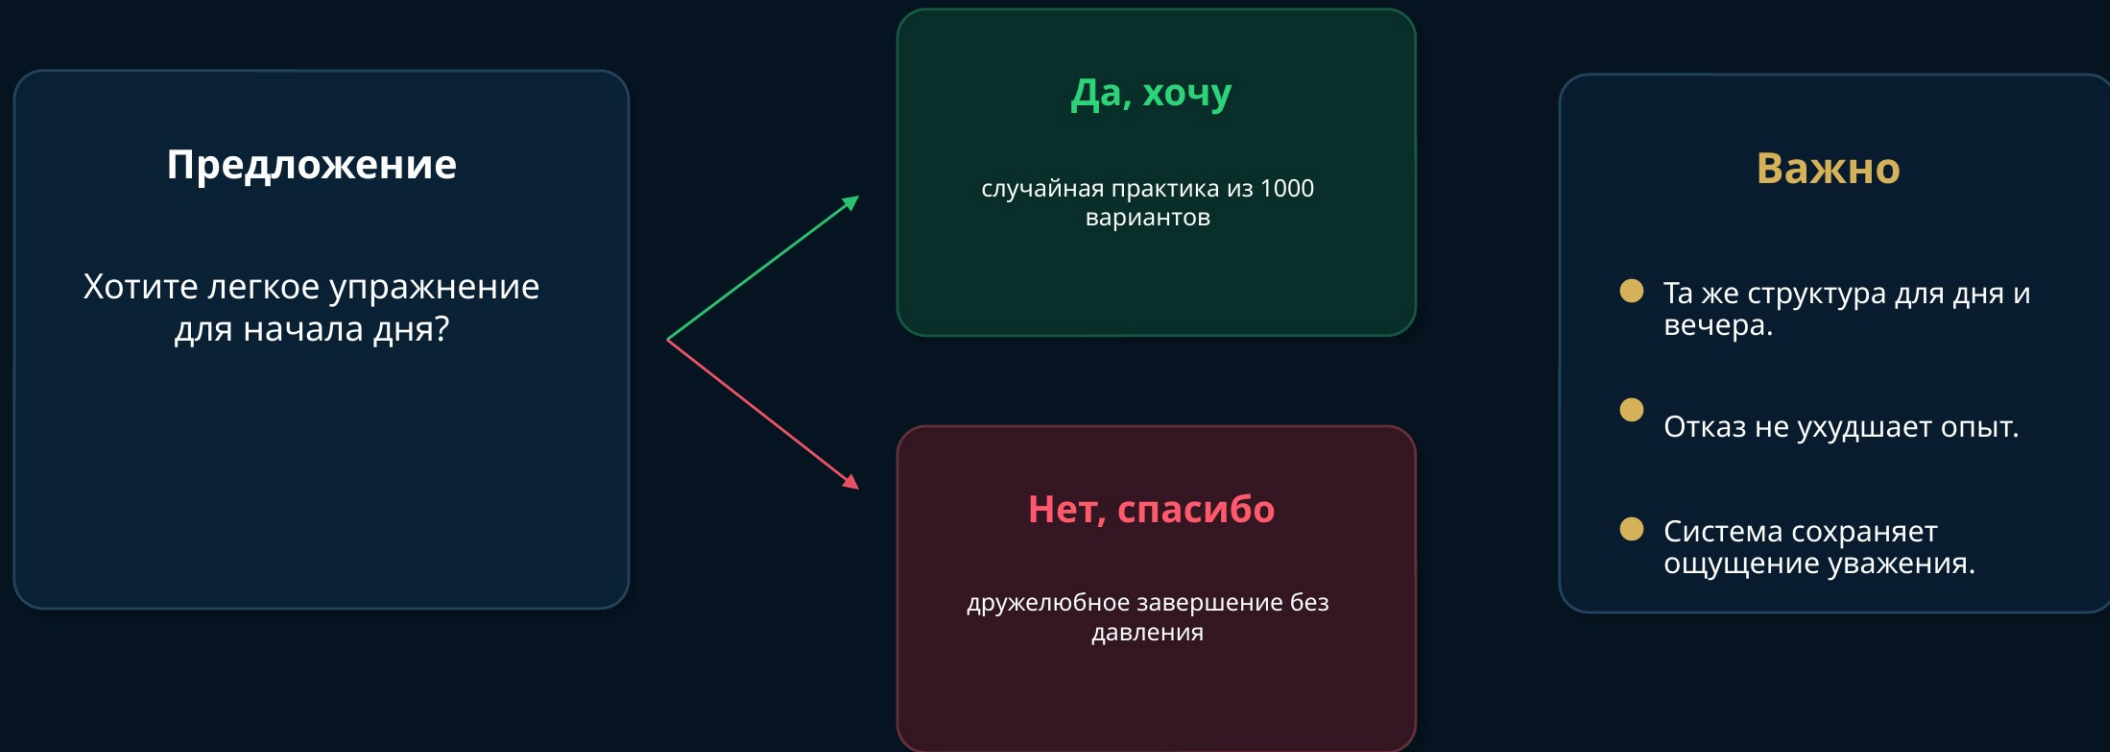 Предложение
Хотите легкое упражнение
для начала дня?
Да, хочу
случайная практика из 1000
вариантов
Нет, спасибо
дружелюбное завершение без
давления
Важно
Та же структура для дня и
вечера.
Отказ не ухудшает опыт.
Система сохраняет
ощущение уважения.